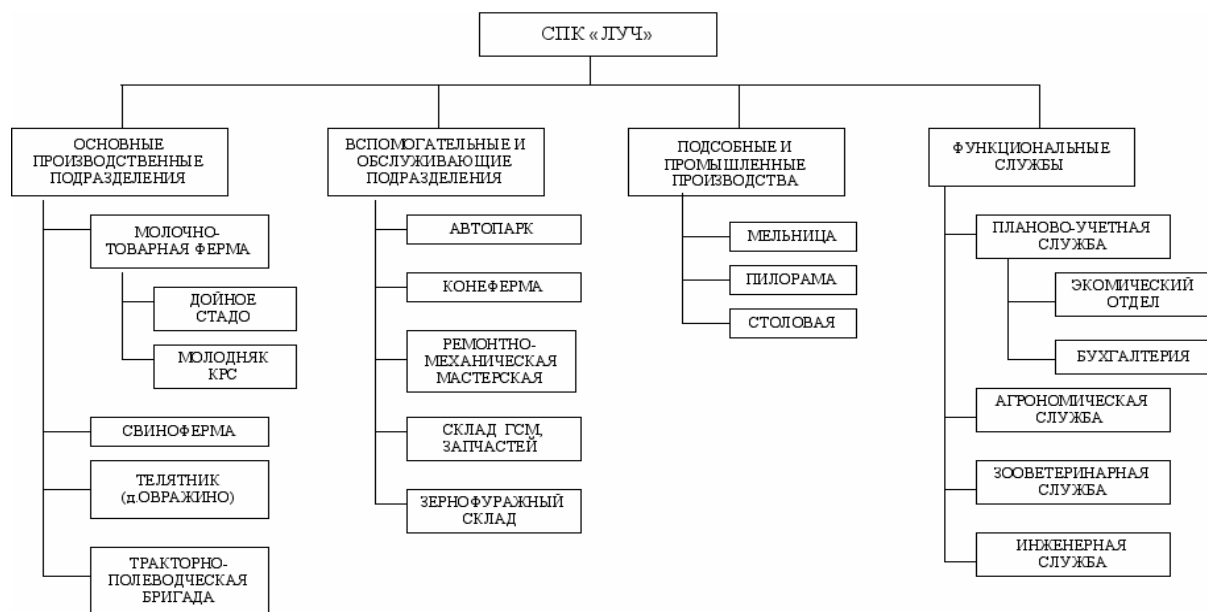 СПК «ЛУЧ»
ОСНОВНЫЕ
ПРОИЗВОДСТВЕННЫЕ
ПОДРАЗДЕЛЕНИЯ
МОЛОЧНО-
ТОВАРНАЯ ФЕРМА
ДОЙНОЕ
СТАДО
МОЛОДНЯК
КРС
СВИНОФЕРМА
ТЕЛЯТНИК
(д.ОВРАЖИНО)
ТРАКТОРНО-
ПОЛЕВОДЧЕСКАЯ
БРИГАДА
ВСПОМОГАТЕЛЬНЫЕ И
ОБСЛУЖИВАЮЩИЕ
ПОДРАЗДЕЛЕНИЯ
АВТОПАРК
КОНЕФЕРМА
РЕМОНТНО-
МЕХАНИЧЕСКАЯ
МАСТЕРСКАЯ
СКЛАД ГСМ,
ЗАПЧАСТЕЙ
ЗЕРНОФУРАЖНЫЙ
СКЛАД
ПОДСОБНЫЕ И
ПРОМЫШЛЕННЫЕ
ПРОИЗВОДСТВА
МЕЛЬНИЦА
ПИЛОРАМА
СТОЛОВАЯ
ФУНКЦИОНАЛЬНЫЕ
СЛУЖБЫ
ПЛАНОВО-УЧЕТНАЯ
СЛУЖБА
ЭКОМИЧЕСКИЙ
ОТДЕЛ
БУХГАЛТЕРИЯ
АГРОНОМИЧЕСКАЯ
СЛУЖБА
ЗООВЕТЕРИНАРНАЯ
СЛУЖБА
ИНЖЕНЕРНАЯ
СЛУЖБА